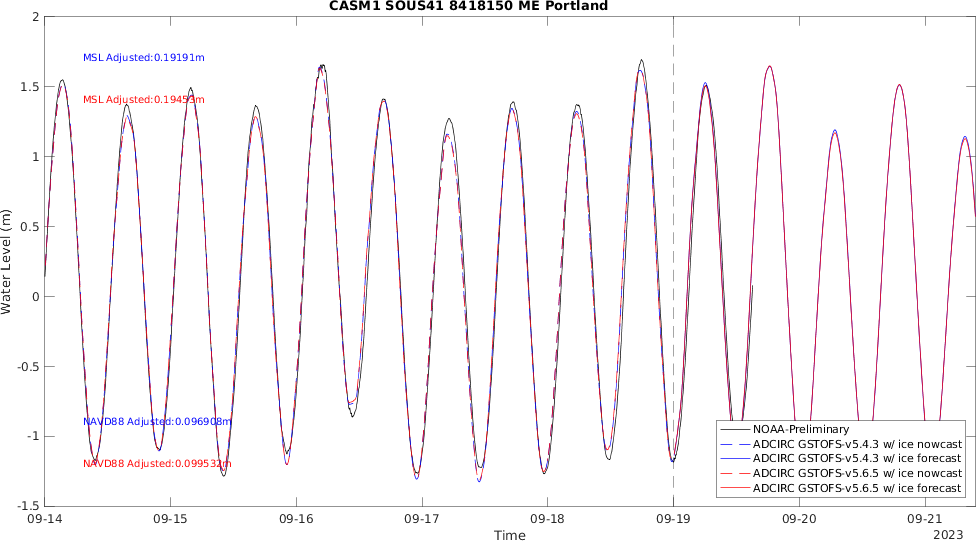 CASM1 SOUS41 8418150 ME Portland
2
1.5
1
0.5
0
-0.5
-1
-1.5
Water Level (m)
MSL Adjusted:0.19191m
MSL Adjusted:0.19453m
NAVD88 Adjusted:0.096908m
NAVD88 Adjusted:0.099532m
NOAA-Preliminary
ADCIRC GSTOFS-v5.4.3 w/ ice nowcast
ADCIRC GSTOFS-v5.4.3 w/ ice forecast
ADCIRC GSTOFS-v5.6.5 w/ ice nowcast
ADCIRC GSTOFS-v5.6.5 w/ ice forecast
09-14 09-15 09-16 09-17 09-18 09-19 09-20 09-21
Time
2023